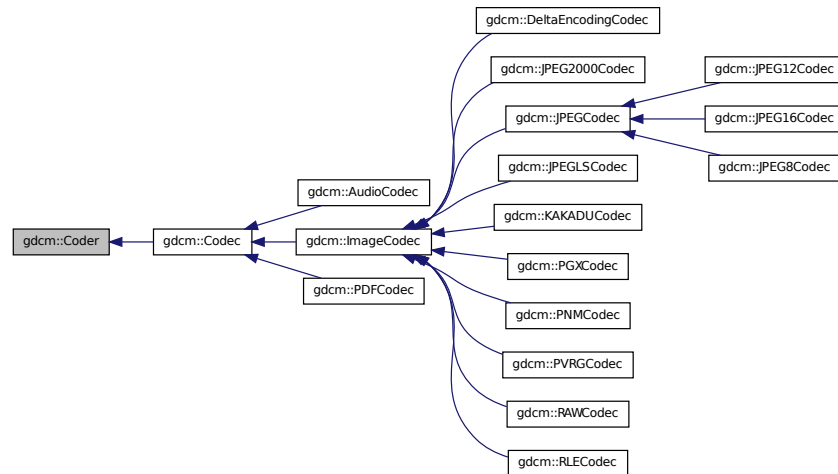 gdcm::Coder
gdcm::Codec
gdcm::AudioCodec
gdcm::ImageCodec
gdcm::PDFCodec
gdcm::DeltaEncodingCodec
gdcm::JPEG2000Codec
gdcm::JPEGCodec
gdcm::JPEGLSCodec
gdcm::KAKADUCodec
gdcm::PGXCodec
gdcm::PNMCodec
gdcm::PVRGCodec
gdcm::RAWCodec
gdcm::RLECodec
gdcm::JPEG12Codec
gdcm::JPEG16Codec
gdcm::JPEG8Codec